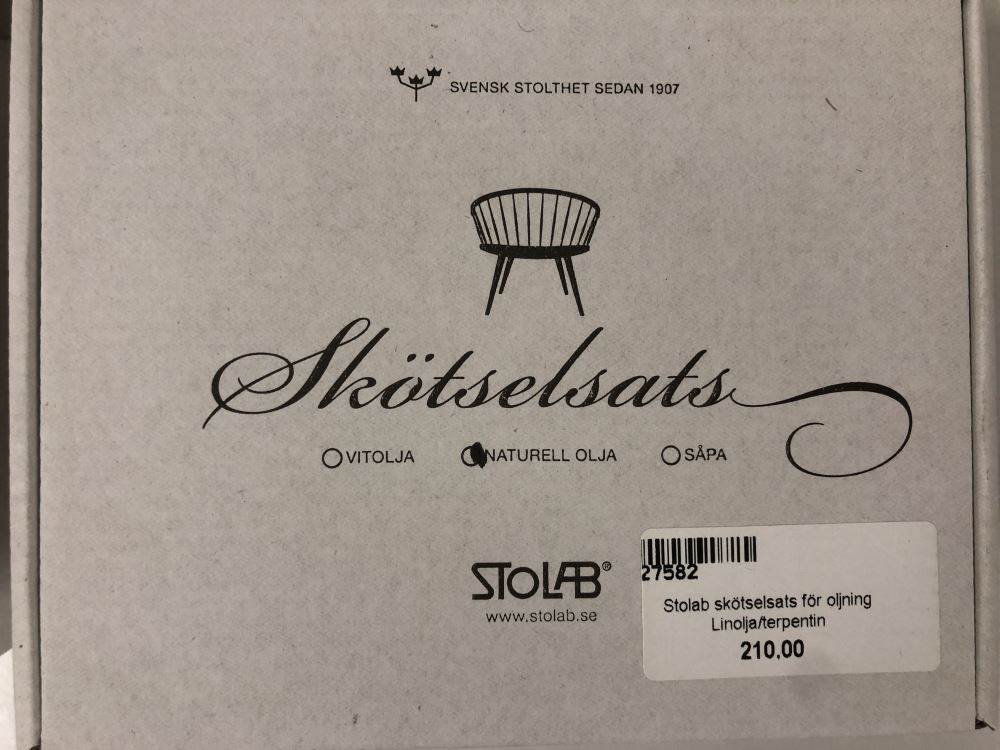 SVENSK STOLTHET SEDAN 1907
Skötselsats
VITOLJA NATURELL OLJA SÅPA
STOLAB®
www.stolab.se
27582
Stolab skötselsats för oljning
Linolja/terpentin
210,00